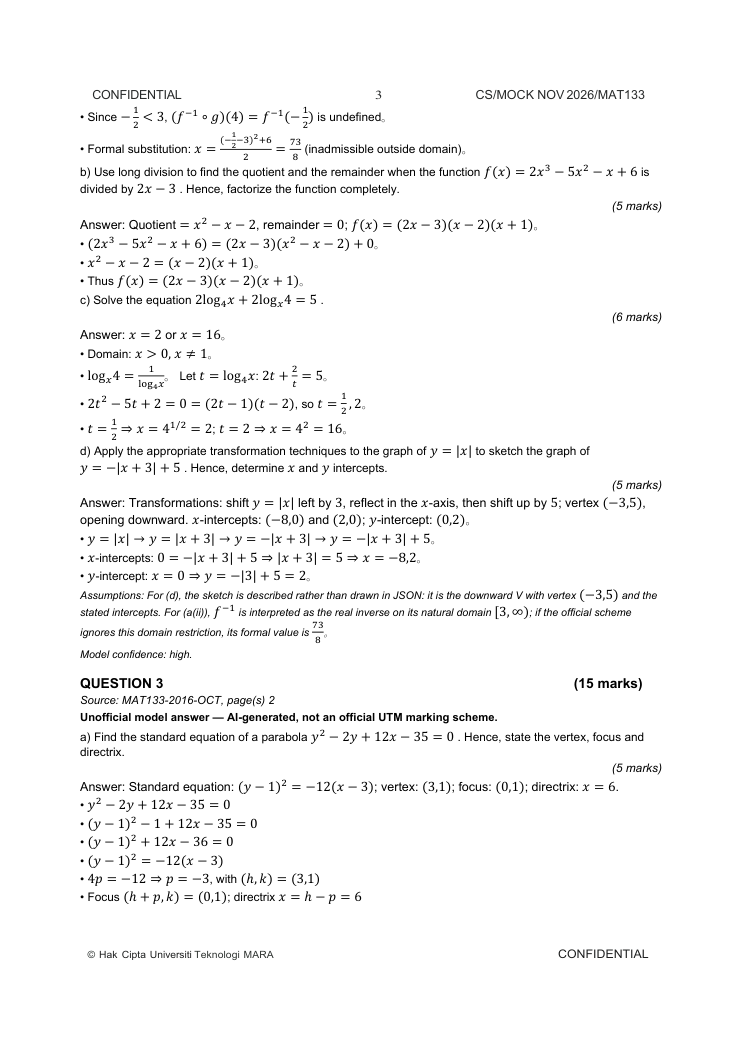 CONFIDENTIAL 3 CS/MOCK NOV 2026/MAT133
• Since −1/2 < 3, (f⁻¹ ∘ g)(4) = f⁻¹(−1/2) is undefined。
• Formal substitution: x = ((−1/2−3)²+6)/2 = 73/8 (inadmissible outside domain)。
b) Use long division to find the quotient and the remainder when the function f(x) = 2x³ − 5x² − x + 6 is
divided by 2x − 3 . Hence, factorize the function completely.
(5 marks)
Answer: Quotient = x² − x − 2, remainder = 0; f(x) = (2x − 3)(x − 2)(x + 1)。
• (2x³ − 5x² − x + 6) = (2x − 3)(x² − x − 2) + 0。
• x² − x − 2 = (x − 2)(x + 1)。
• Thus f(x) = (2x − 3)(x − 2)(x + 1)。
c) Solve the equation 2log₄x + 2logₓ4 = 5 .
(6 marks)
Answer: x = 2 or x = 16。
• Domain: x > 0, x ≠ 1。
• logₓ4 = 1/log₄x。 Let t = log₄x: 2t + 2/t = 5。
• 2t² − 5t + 2 = 0 = (2t − 1)(t − 2), so t = 1/2, 2。
• t = 1/2 ⇒ x = 4^(1/2) = 2; t = 2 ⇒ x = 4² = 16。
d) Apply the appropriate transformation techniques to the graph of y = |x| to sketch the graph of
y = −|x + 3| + 5 . Hence, determine x and y intercepts.
(5 marks)
Answer: Transformations: shift y = |x| left by 3, reflect in the x-axis, then shift up by 5; vertex (−3,5),
opening downward. x-intercepts: (−8,0) and (2,0); y-intercept: (0,2)。
• y = |x| → y = |x + 3| → y = −|x + 3| → y = −|x + 3| + 5。
• x-intercepts: 0 = −|x + 3| + 5 ⇒ |x + 3| = 5 ⇒ x = −8,2。
• y-intercept: x = 0 ⇒ y = −|3| + 5 = 2。
Assumptions: For (d), the sketch is described rather than drawn in JSON: it is the downward V with vertex (−3,5) and the
stated intercepts. For (a(ii)), f⁻¹ is interpreted as the real inverse on its natural domain [3, ∞); if the official scheme
ignores this domain restriction, its formal value is 73/8。
Model confidence: high.
QUESTION 3 (15 marks)
Source: MAT133-2016-OCT, page(s) 2
Unofficial model answer — AI-generated, not an official UTM marking scheme.
a) Find the standard equation of a parabola y² − 2y + 12x − 35 = 0 . Hence, state the vertex, focus and
directrix.
(5 marks)
Answer: Standard equation: (y − 1)² = −12(x − 3); vertex: (3,1); focus: (0,1); directrix: x = 6.
• y² − 2y + 12x − 35 = 0
• (y − 1)² − 1 + 12x − 35 = 0
• (y − 1)² + 12x − 36 = 0
• (y − 1)² = −12(x − 3)
• 4p = −12 ⇒ p = −3, with (h, k) = (3,1)
• Focus (h + p, k) = (0,1); directrix x = h − p = 6
© Hak Cipta Universiti Teknologi MARA CONFIDENTIAL